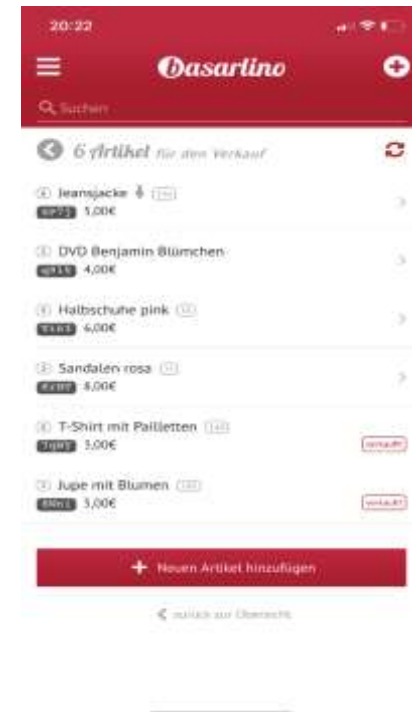 20:22
basarlino
Suchen
6 Artikel für den Verkauf
Jeansjacke
5,00€
DVD Benjamin Blümchen
4,00€
Halbschuhe pink
6,00€
Sandalen rosa
8,00€
T-Shirt mit Pailletten
3,00€
verkauft
Jupe mit Blumen
3,00€
verkauft
+ Neuen Artikel hinzufügen
zurück zur Übersicht